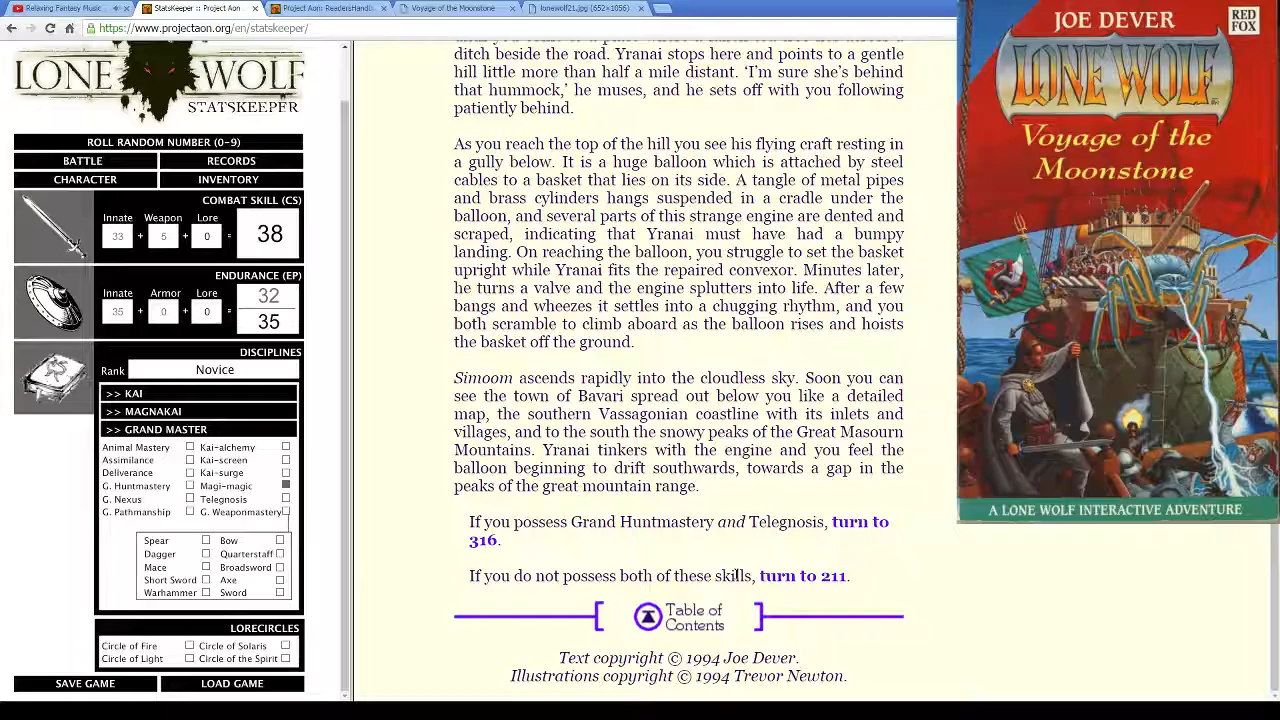 Relaxing Fantasy Music
StatsKeeper :: Project Aon
Project Aon: ReadersHandb
Voyage of the Moonstone
lonewolf21.jpg (652×1056)
https://www.projectaon.org/en/statskeeper/
LONE WOLF
STATSKEEPER
ROLL RANDOM NUMBER (0-9)
BATTLE RECORDS
CHARACTER INVENTORY
COMBAT SKILL (CS)
Innate Weapon Lore
33 + 5 + 0 = 38
ENDURANCE (EP)
Innate Armor Lore
32
35 + 0 + 0 = 35
DISCIPLINES
Rank Novice
>> KAI
>> MAGNAKAI
>> GRAND MASTER
Animal Mastery Kai-alchemy
Assimilance Kai-screen
Deliverance Kai-surge
G. Huntmastery Magi-magic
G. Nexus Telegnosis
G. Pathmanship G. Weaponmastery
Spear Bow
Dagger Quarterstaff
Mace Broadsword
Short Sword Axe
Warhammer Sword
LORECIRCLES
Circle of Fire Circle of Solaris
Circle of Light Circle of the Spirit
SAVE GAME LOAD GAME
ditch beside the road. Yranai stops here and points to a gentle
hill little more than half a mile distant. ‘I’m sure she’s behind
that hummock,’ he muses, and he sets off with you following
patiently behind.
As you reach the top of the hill you see his flying craft resting in
a gully below. It is a huge balloon which is attached by steel
cables to a basket that lies on its side. A tangle of metal pipes
and brass cylinders hangs suspended in a cradle under the
balloon, and several parts of this strange engine are dented and
scraped, indicating that Yranai must have had a bumpy
landing. On reaching the balloon, you struggle to set the basket
upright while Yranai fits the repaired convexor. Minutes later,
he turns a valve and the engine splutters into life. After a few
bangs and wheezes it settles into a chugging rhythm, and you
both scramble to climb aboard as the balloon rises and hoists
the basket off the ground.
Simoom ascends rapidly into the cloudless sky. Soon you can
see the town of Bavari spread out below you like a detailed
map, the southern Vassagonian coastline with its inlets and
villages, and to the south the snowy peaks of the Great Masourn
Mountains. Yranai tinkers with the engine and you feel the
balloon beginning to drift southwards, towards a gap in the
peaks of the great mountain range.
If you possess Grand Huntmastery and Telegnosis, turn to
316.
If you do not possess both of these skills, turn to 211.
Table of
Contents
Text copyright © 1994 Joe Dever.
Illustrations copyright © 1994 Trevor Newton.
JOE DEVER
RED
FOX
LONE WOLF
Voyage of the
Moonstone
A LONE WOLF INTERACTIVE ADVENTURE